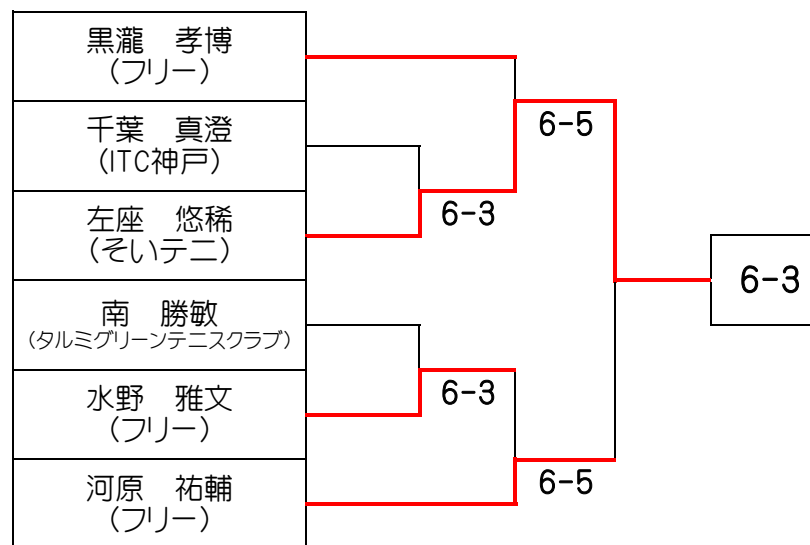 黒瀧　孝博
(フリー)
千葉　真澄
(ITC神戸)
左座　悠稀
(そいテニ)
南　勝敏
(タルミグリーンテニスクラブ)
水野　雅文
(フリー)
河原　祐輔
(フリー)
6-5
6-3
6-3
6-3
6-5